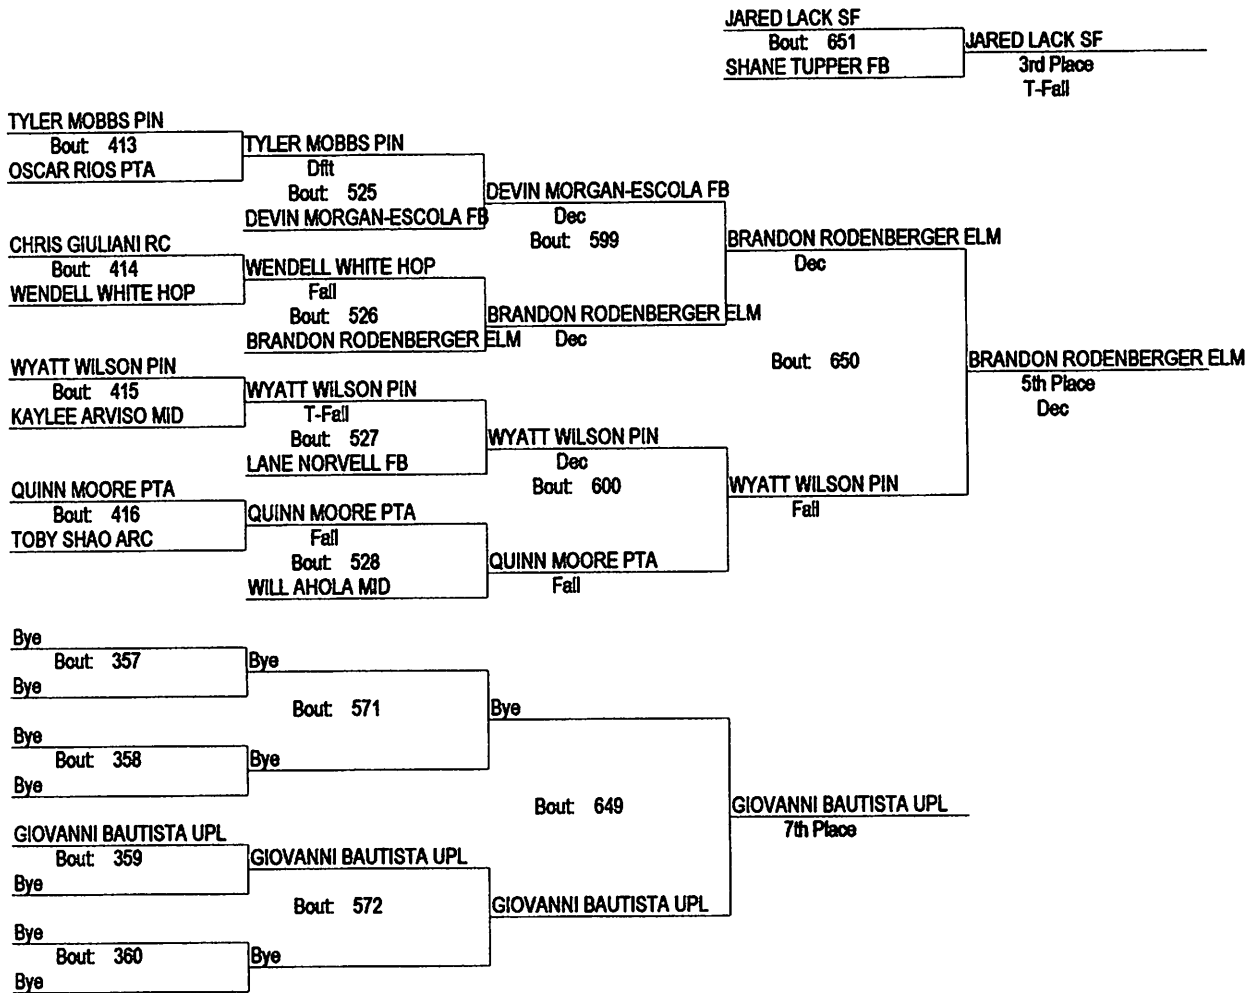 JARED LACK SF
Bout: 651
JARED LACK SF
SHANE TUPPER FB
3rd Place
T-Fall
TYLER MOBBS PIN
Bout: 413
TYLER MOBBS PIN
OSCAR RIOS PTA
Dflt
Bout: 525
DEVIN MORGAN-ESCOLA FB
DEVIN MORGAN-ESCOLA FB
Dec
Bout: 599
CHRIS GIULIANI RC
BRANDON RODENBERGER ELM
Bout: 414
WENDELL WHITE HOP
Dec
WENDELL WHITE HOP
Fall
Bout: 526
BRANDON RODENBERGER ELM
BRANDON RODENBERGER ELM
Dec
WYATT WILSON PIN
Bout: 650
BRANDON RODENBERGER ELM
Bout: 415
WYATT WILSON PIN
5th Place
KAYLEE ARVISO MID
T-Fall
Dec
Bout: 527
WYATT WILSON PIN
LANE NORVELL FB
Dec
Bout: 600
QUINN MOORE PTA
WYATT WILSON PIN
Bout: 416
QUINN MOORE PTA
Fall
TOBY SHAO ARC
Fall
Bout: 528
QUINN MOORE PTA
WILL AHOLA MID
Fall
Bye
Bout: 357
Bye
Bye
Bout: 571
Bye
Bye
Bout: 358
Bye
Bye
Bout: 649
GIOVANNI BAUTISTA UPL
7th Place
GIOVANNI BAUTISTA UPL
Bout: 359
GIOVANNI BAUTISTA UPL
Bye
Bout: 572
GIOVANNI BAUTISTA UPL
Bye
Bout: 360
Bye
Bye